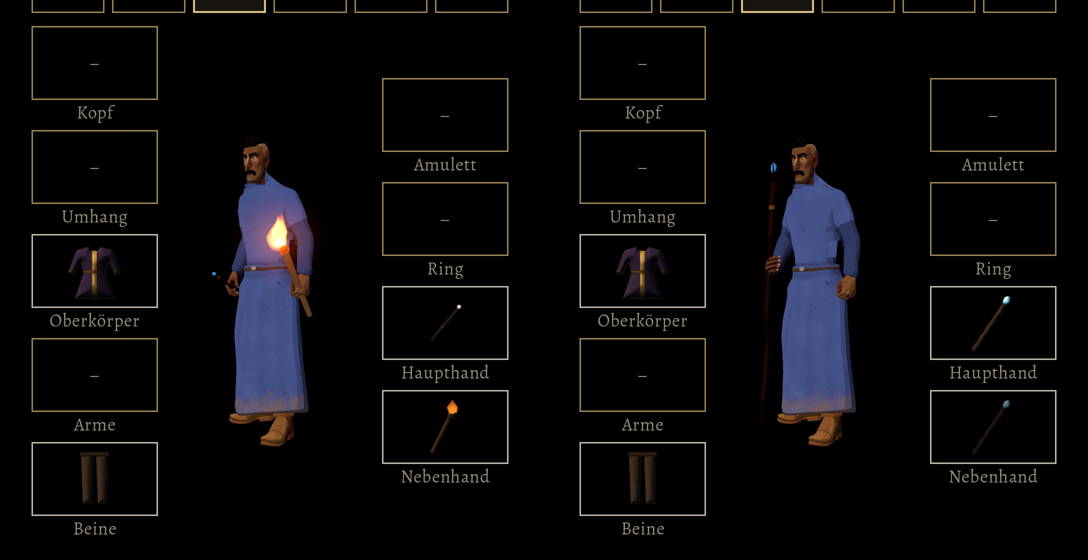 –
Kopf
–
Umhang
Oberkörper
–
Arme
Beine
–
Amulett
–
Ring
Haupthand
Nebenhand
–
Kopf
–
Umhang
Oberkörper
–
Arme
Beine
–
Amulett
–
Ring
Haupthand
Nebenhand